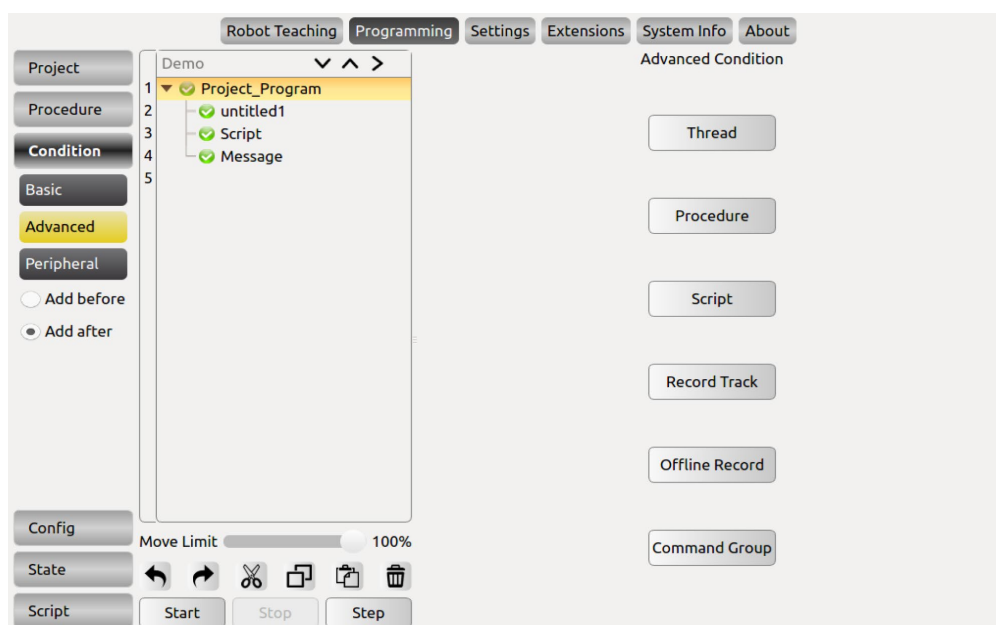 Robot Teaching Programming Settings Extensions System Info About
Project
Procedure
Condition
Basic
Advanced
Peripheral
Add before
Add after
Config
State
Script
Demo
1 Project_Program
2 untitled1
3 Script
4 Message
5
Move Limit 100%
Start Stop Step
Advanced Condition
Thread
Procedure
Script
Record Track
Offline Record
Command Group